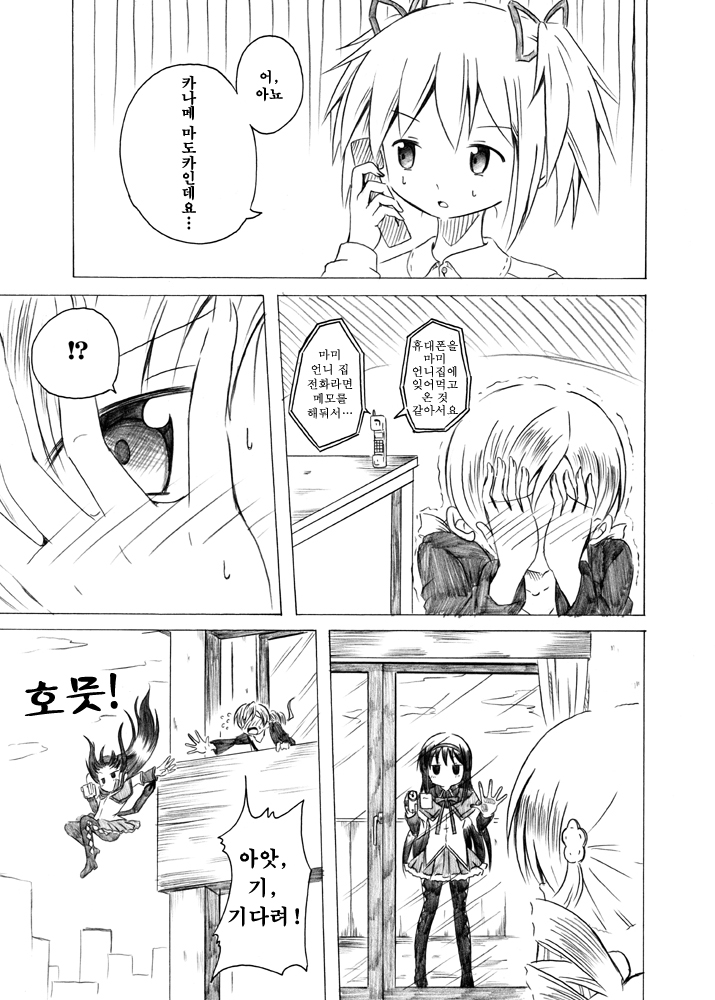 어,
아뇨
카나메 마도카인데요…
휴대폰을
마미
언니집에
잊어먹고
온 것
같아서요
마미
언니 집
전화라면
메모를
해둬서…
!?
호뭇!
아앗,
기,
기다려!